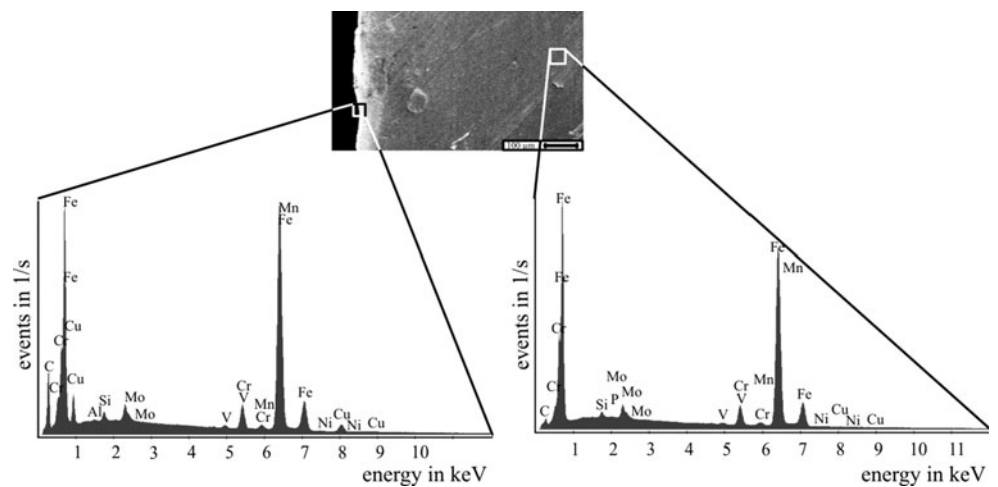 100 µm
events in 1/s
Fe
Fe
Cu
Cr
C
Cr
Cu
Al
Si
Mo
Mo
V
Cr
V
Mn
Cr
Mn
Fe
Fe
Ni
Cu
Ni
Cu
1 2 3 4 5 6 7 8 9 10
energy in keV
events in 1/s
Fe
Fe
Cr
Cr
C
Si
Mo
P
Mo
Mo
V
Cr
V
Mn
Cr
Fe
Mn
Fe
Ni
Cu
Ni
Cu
1 2 3 4 5 6 7 8 9 10 11
energy in keV